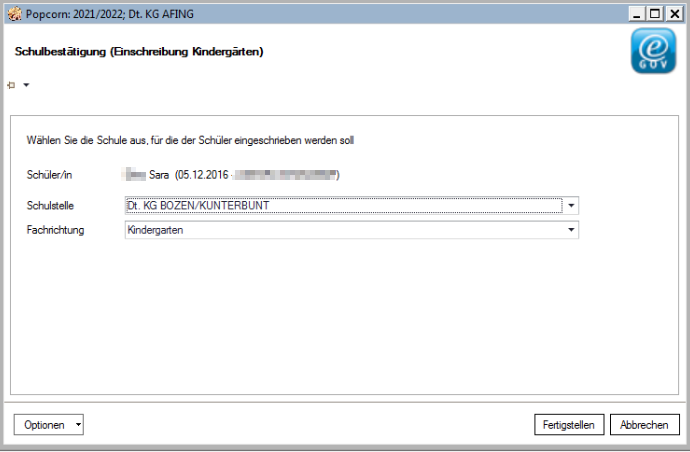 Popcorn: 2021/2022; Dt. KG AFING
Schulbestätigung (Einschreibung Kindergärten)
e
GOV
Wählen Sie die Schule aus, für die der Schüler eingeschrieben werden soll
Schüler/in Sara (05.12.2016 - )
Schulstelle Dt. KG BOZEN/KUNTERBUNT
Fachrichtung Kindergarten
Optionen Fertigstellen Abbrechen